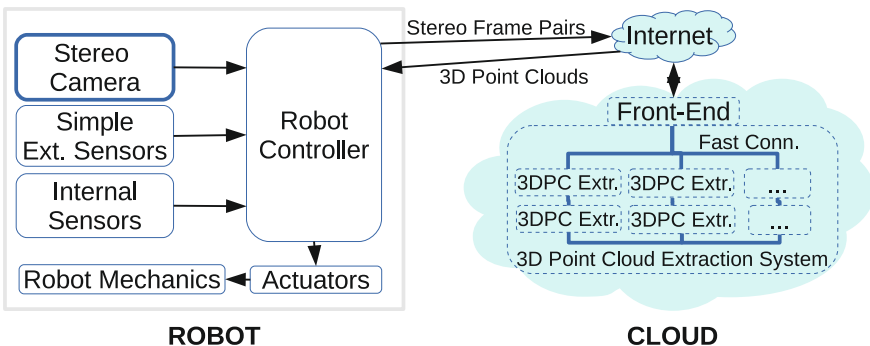 Stereo
Camera
Simple
Ext. Sensors
Internal
Sensors
Robot
Controller
Robot Mechanics
Actuators
ROBOT
Stereo Frame Pairs
3D Point Clouds
Internet
Front-End
Fast Conn.
3DPC Extr.
3DPC Extr.
...
3DPC Extr.
3DPC Extr.
...
3D Point Cloud Extraction System
CLOUD